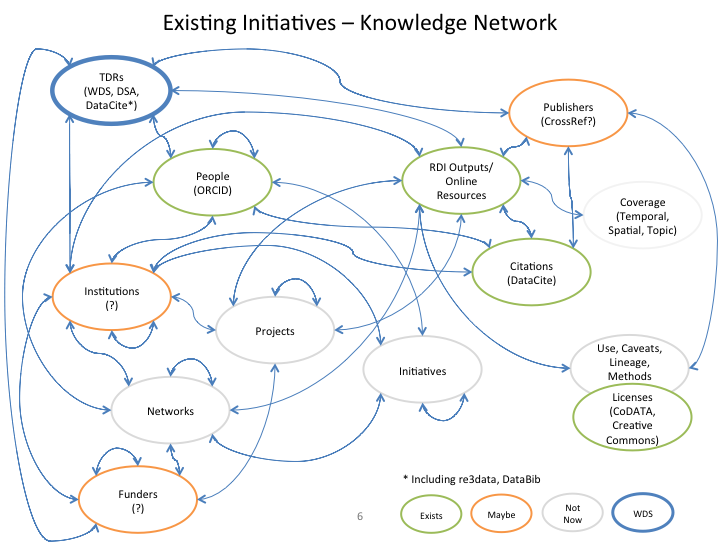 Existing Initiatives – Knowledge Network
TDRs
(WDS, DSA,
DataCite*)
Publishers
(CrossRef?)
People
(ORCID)
RDI Outputs/
Online
Resources
Coverage
(Temporal,
Spatial, Topic)
Citations
(DataCite)
Institutions
(?)
Projects
Initiatives
Use, Caveats,
Lineage,
Methods
Licenses
(CoDATA,
Creative
Commons)
Networks
Funders
(?)
* Including re3data, DataBib
6
Exists
Maybe
Not
Now
WDS